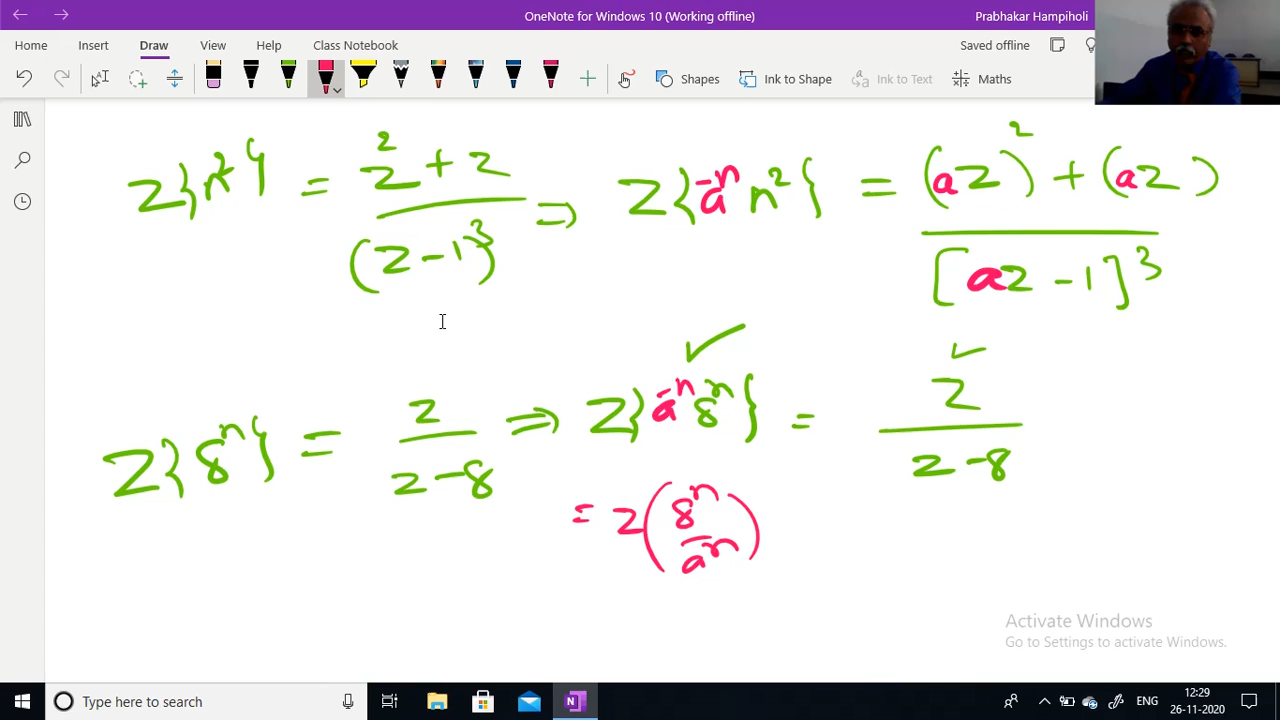 OneNote for Windows 10 (Working offline)
Prabhakar Hampiholi
Home Insert Draw View Help Class Notebook
Saved offline
Shapes Ink to Shape Ink to Text Maths
Z{n²} = z² + z / (z - 1)³ ⇒ Z{a⁻ⁿ n²} = (az)² + (az) / [az - 1]³
Z{8ⁿ} = z / z - 8 ⇒ Z{a⁻ⁿ 8ⁿ} = z / z - 8
= z(8ⁿ / aⁿ)
Activate Windows
Go to Settings to activate Windows.
Type here to search
ENG
12:29
26-11-2020